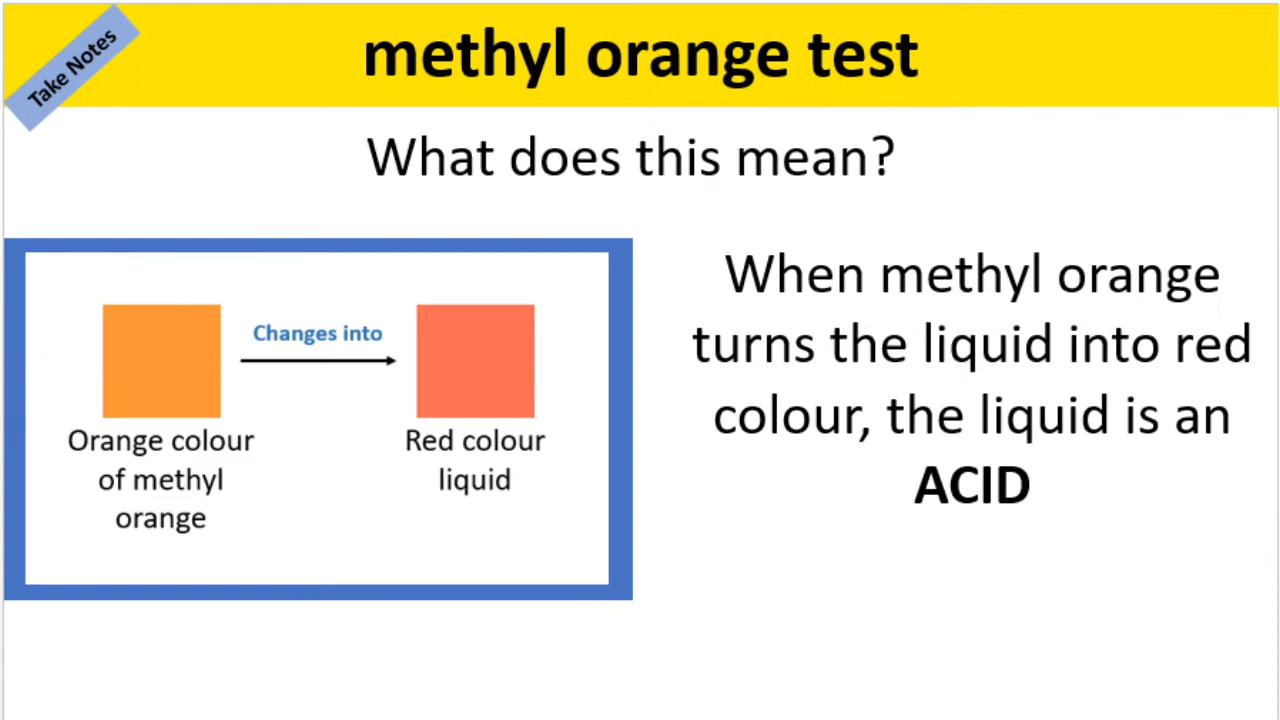 Take Notes
methyl orange test
What does this mean?
Changes into
Orange colour
of methyl
orange
Red colour
liquid
When methyl orange
turns the liquid into red
colour, the liquid is an
ACID